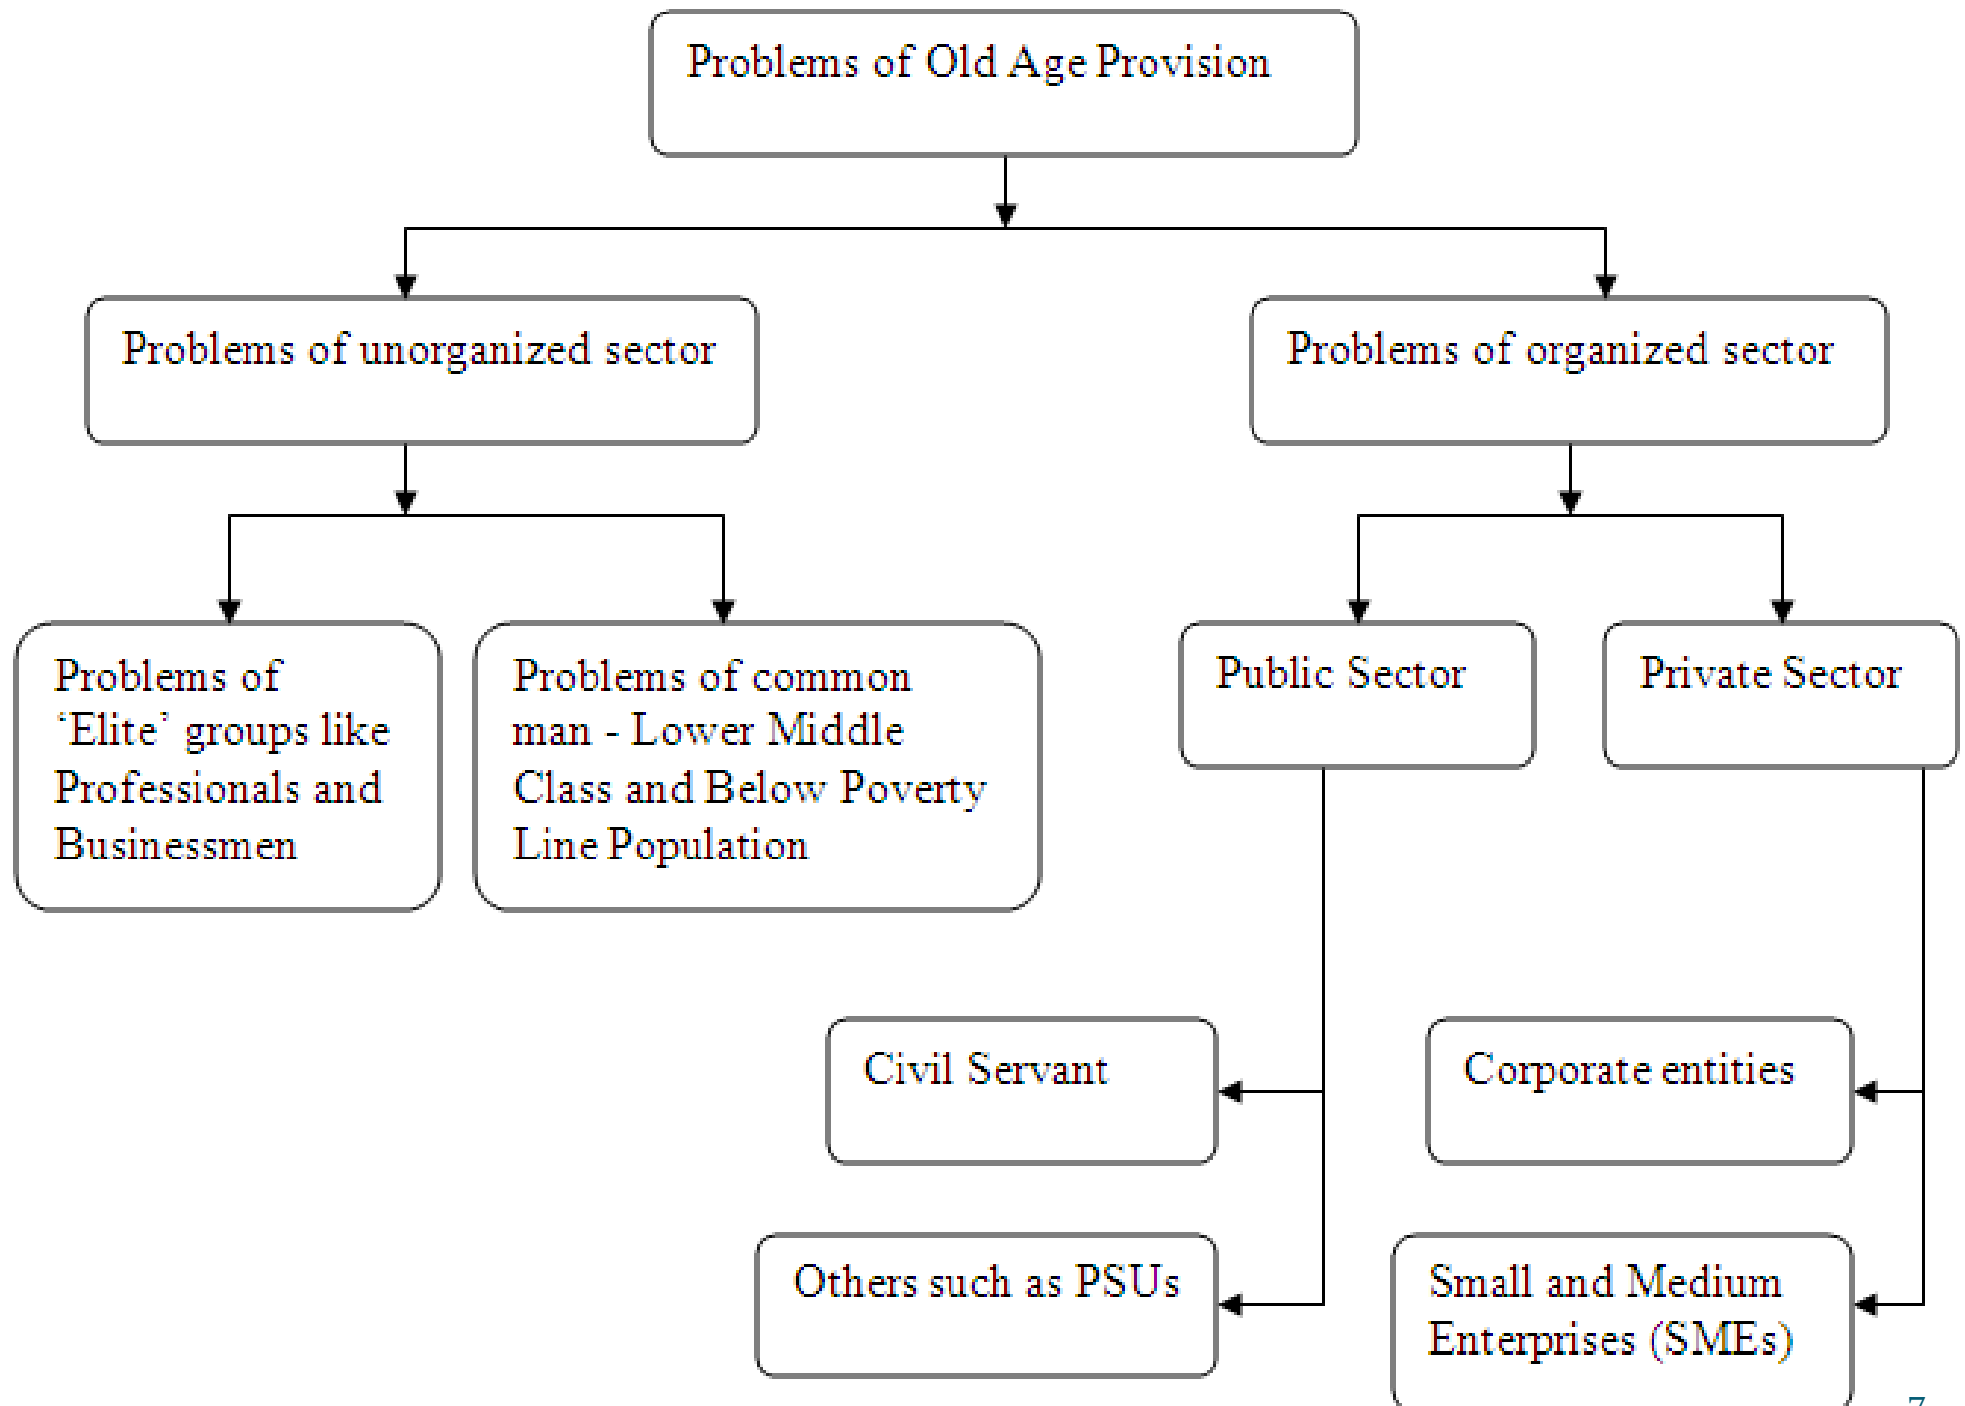 Problems of Old Age Provision
Problems of unorganized sector
Problems of organized sector
Problems of
‘Elite’ groups like
Professionals and
Businessmen
Problems of common
man - Lower Middle
Class and Below Poverty
Line Population
Public Sector
Private Sector
Civil Servant
Corporate entities
Others such as PSUs
Small and Medium
Enterprises (SMEs)